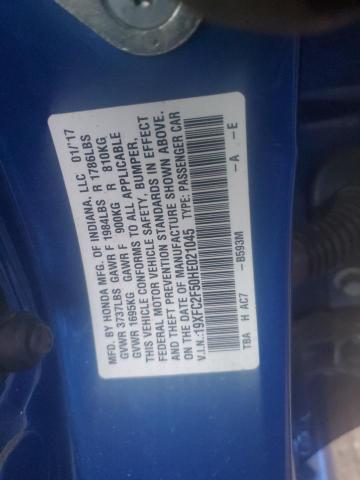 MFD. BY HONDA MFG. OF INDIANA, LLC 01/'17
GVWR 3737LBS GAWR F 1984LBS R 1786LBS
GVWR 1695KG GAWR F 900KG R 810KG
THIS VEHICLE CONFORMS TO ALL APPLICABLE
FEDERAL MOTOR VEHICLE SAFETY, BUMPER,
AND THEFT PREVENTION STANDARDS IN EFFECT
ON THE DATE OF MANUFACTURE SHOWN ABOVE.
V.I.N.:19XFC2F50HE021045 TYPE: PASSENGER CAR
-B593M -A -E
TBA H AC7